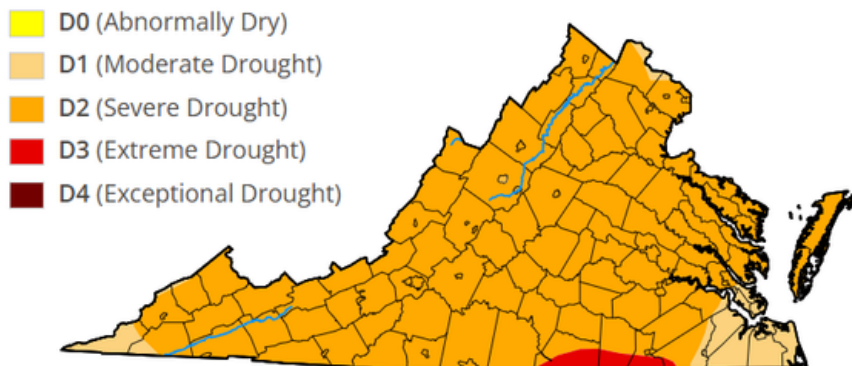 D0 (Abnormally Dry)
D1 (Moderate Drought)
D2 (Severe Drought)
D3 (Extreme Drought)
D4 (Exceptional Drought)